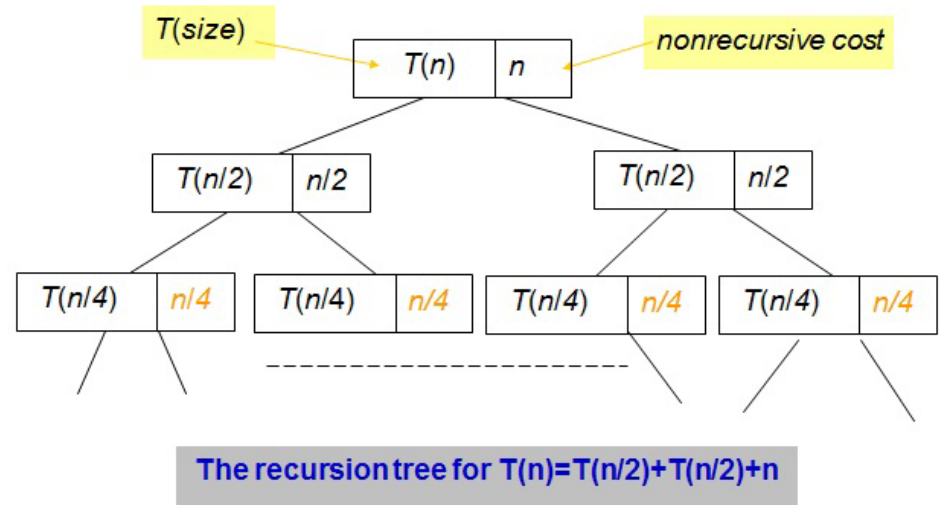 T(size)
nonrecursive cost
T(n) n
T(n/2) n/2
T(n/2) n/2
T(n/4) n/4
T(n/4) n/4
T(n/4) n/4
T(n/4) n/4
The recursion tree for T(n)=T(n/2)+T(n/2)+n